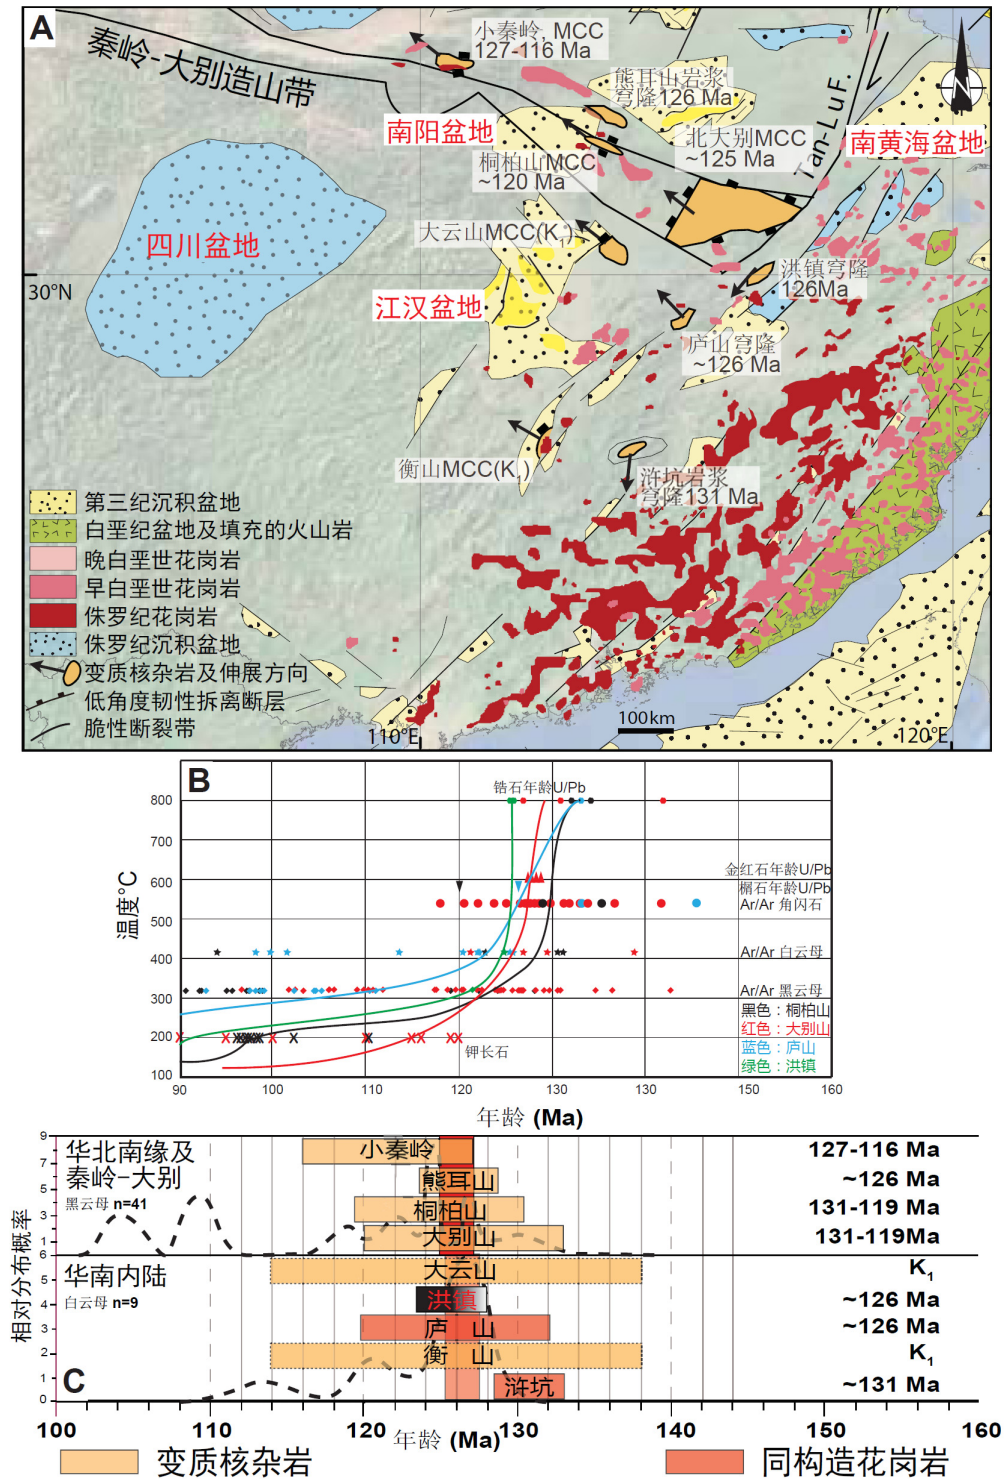 A
秦岭-大别造山带
小秦岭, MCC
127-116 Ma
熊耳山岩浆
穹隆126 Ma
南阳盆地
北大别MCC
~125 Ma
Tan-Lu F.
N
南黄海盆地
桐柏山MCC
~120 Ma
四川盆地
大云山MCC(K1)
洪镇穹隆
126Ma
30°N
江汉盆地
庐山穹隆
~126 Ma
衡山MCC(K1)
浒坑岩浆
穹隆131 Ma
第三纪沉积盆地
白垩纪盆地及填充的火山岩
晚白垩世花岗岩
早白垩世花岗岩
侏罗纪花岗岩
侏罗纪沉积盆地
变质核杂岩及伸展方向
低角度韧性拆离断层
脆性断裂带
100km
110°E
120°E
B
锆石年龄U/Pb
800
700
600
500
400
300
200
100
温度°C
金红石年龄U/Pb
榍石年龄U/Pb
Ar/Ar 角闪石
Ar/Ar 白云母
Ar/Ar 黑云母
黑色：桐柏山
红色：大别山
蓝色：庐山
绿色：洪镇
钾长石
90 100 110 120 130 130 150 160
年龄 (Ma)
9
7
5
3
1
6
5
4
3
2
1
0
相对分布概率
华北南缘及
秦岭-大别
黑云母 n=41
小秦岭 127-116 Ma
熊耳山 ~126 Ma
桐柏山 131-119 Ma
大别山 131-119Ma
华南内陆
白云母 n=9
大云山 K1
洪镇 ~126 Ma
庐 山 ~126 Ma
衡 山 K1
浒坑 ~131 Ma
C
100 110 120 130 140 150 160
年龄 (Ma)
变质核杂岩 同构造花岗岩